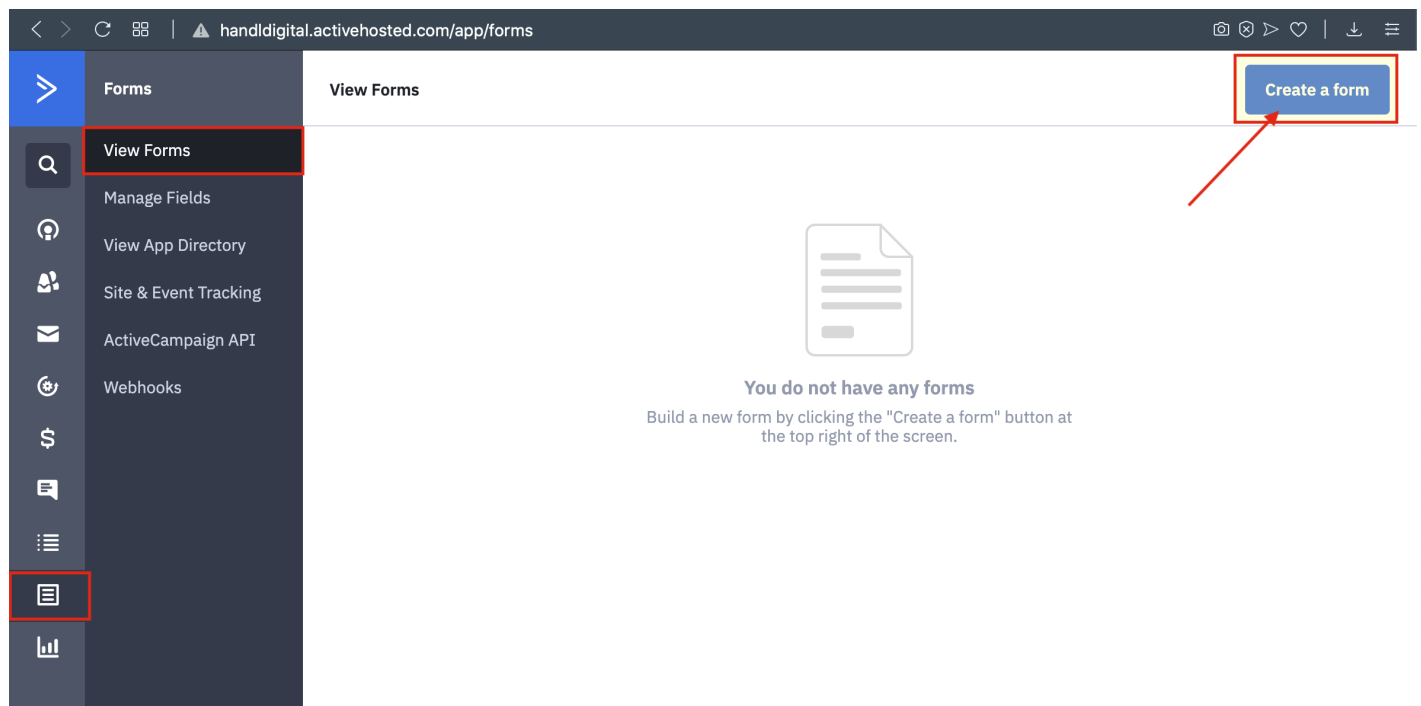 handldigital.activehosted.com/app/forms
Forms
View Forms
Manage Fields
View App Directory
Site & Event Tracking
ActiveCampaign API
Webhooks
View Forms
Create a form
You do not have any forms
Build a new form by clicking the "Create a form" button at
the top right of the screen.